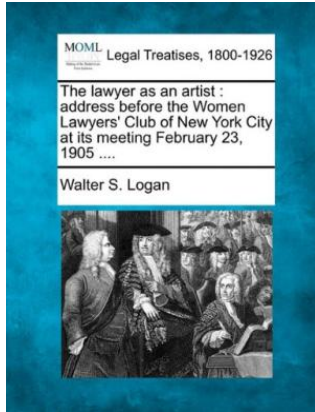 MOML
Legal Treatises, 1800-1926
The lawyer as an artist :
address before the Women
Lawyers' Club of New York City
at its meeting February 23,
1905 ....
Walter S. Logan